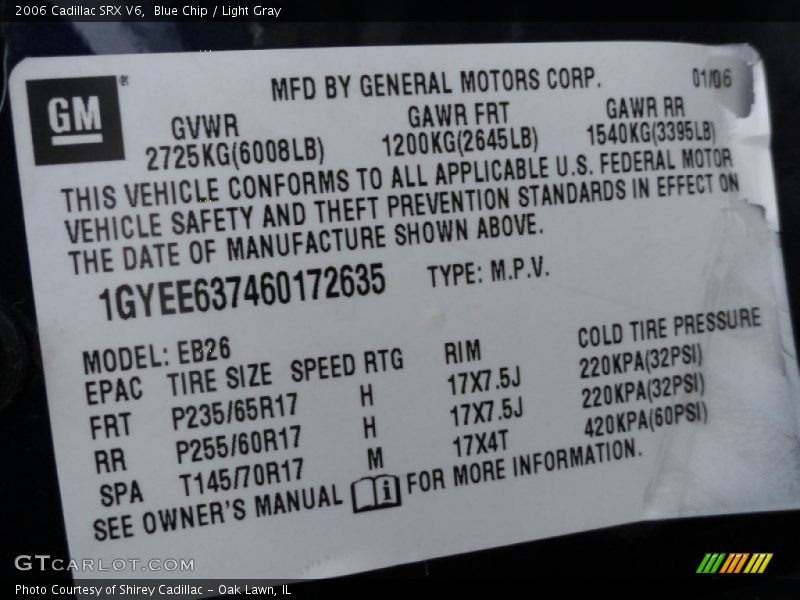 2006 Cadillac SRX V6,  Blue Chip / Light Gray
GM ®
MFD BY GENERAL MOTORS CORP. 01/06
GVWR GAWR FRT GAWR RR
2725KG(6008LB) 1200KG(2645LB) 1540KG(3395LB)
THIS VEHICLE CONFORMS TO ALL APPLICABLE U.S. FEDERAL MOTOR
VEHICLE SAFETY AND THEFT PREVENTION STANDARDS IN EFFECT ON
THE DATE OF MANUFACTURE SHOWN ABOVE.
1GYEE637460172635 TYPE: M.P.V.
MODEL: EB26
EPAC TIRE SIZE SPEED RTG RIM COLD TIRE PRESSURE
FRT P235/65R17 H 17X7.5J 220KPA(32PSI)
RR P255/60R17 H 17X7.5J 220KPA(32PSI)
SPA T145/70R17 M 17X4T 420KPA(60PSI)
SEE OWNER'S MANUAL i FOR MORE INFORMATION.
GTcarlot.com
Photo Courtesy of Shirey Cadillac – Oak Lawn, IL